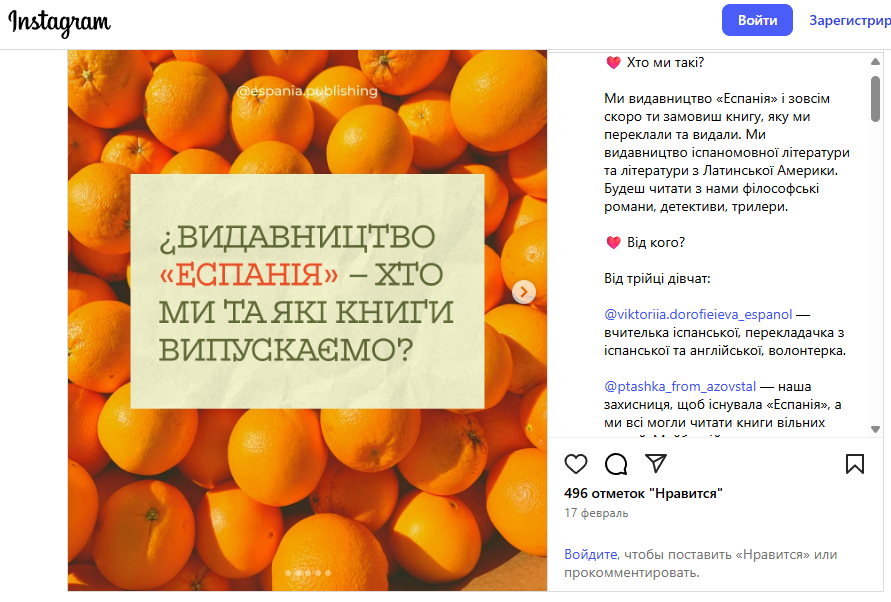 Instagram
Войти
Зарегистрир
@espania.publishing
¿ВИДАВНИЦТВО
«ЕСПАНІЯ» – ХТО
МИ ТА ЯКІ КНИГИ
ВИПУСКАЄМО?
Хто ми такі?
Ми видавництво «Еспанія» і зовсім
скоро ти замовиш книгу, яку ми
переклали та видали. Ми
видавництво іспаномовної літератури
та літератури з Латинської Америки.
Будеш читати з нами філософські
романи, детективи, трилери.
Від кого?
Від трійці дівчат:
@viktoriia.dorofieieva_espanol —
вчителька іспанської, перекладачка з
іспанської та англійської, волонтерка.
@ptashka_from_azovstal — наша
захисниця, щоб існувала «Еспанія», а
ми всі могли читати книги вільних
496 отметок "Нравится"
17 февраль
Войдите, чтобы поставить «Нравится» или
прокомментировать.